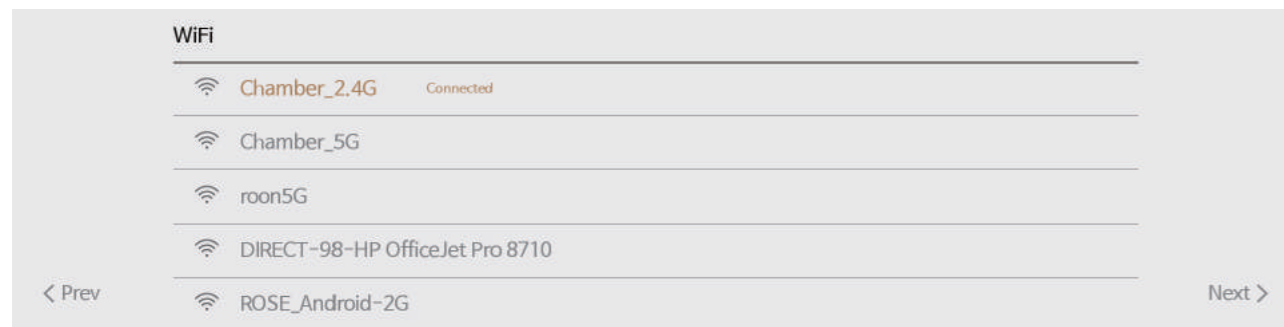 WiFi
Chamber_2.4G Connected
Chamber_5G
roon5G
DIRECT-98-HP OfficeJet Pro 8710
< Prev
ROSE_Android-2G
Next >